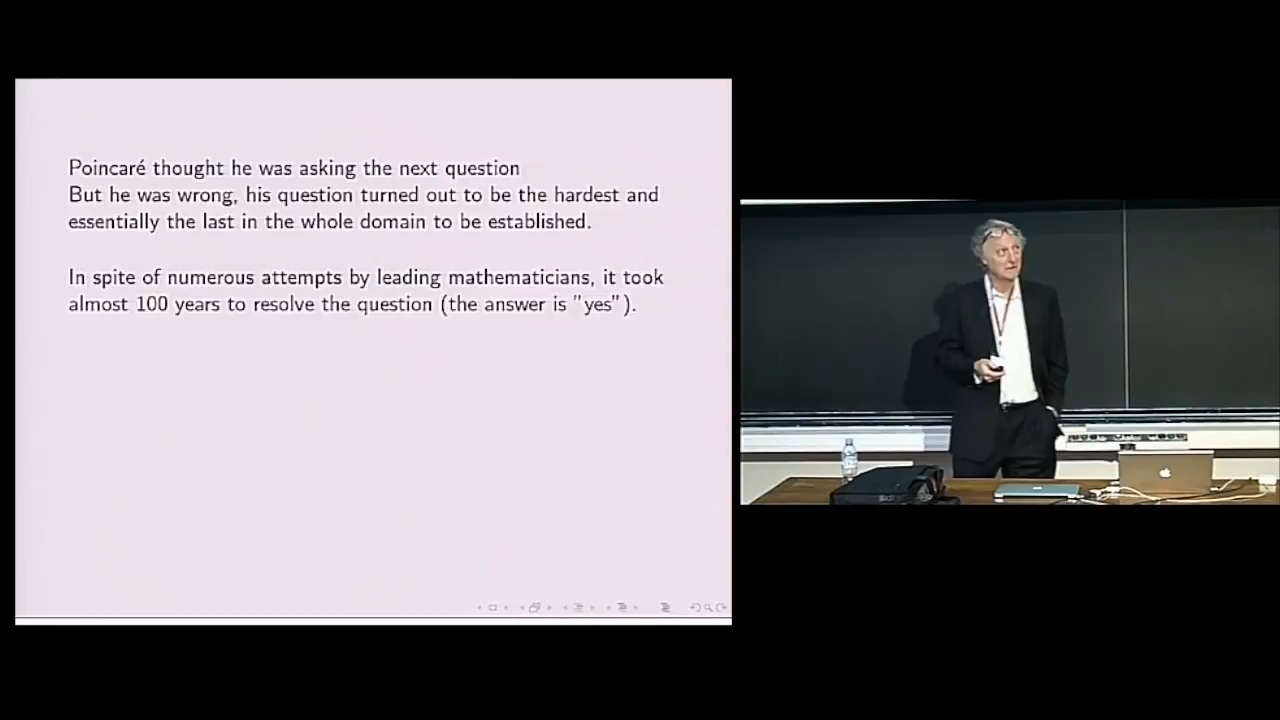 Poincaré thought he was asking the next question
But he was wrong, his question turned out to be the hardest and
essentially the last in the whole domain to be established.
In spite of numerous attempts by leading mathematicians, it took
almost 100 years to resolve the question (the answer is "yes").